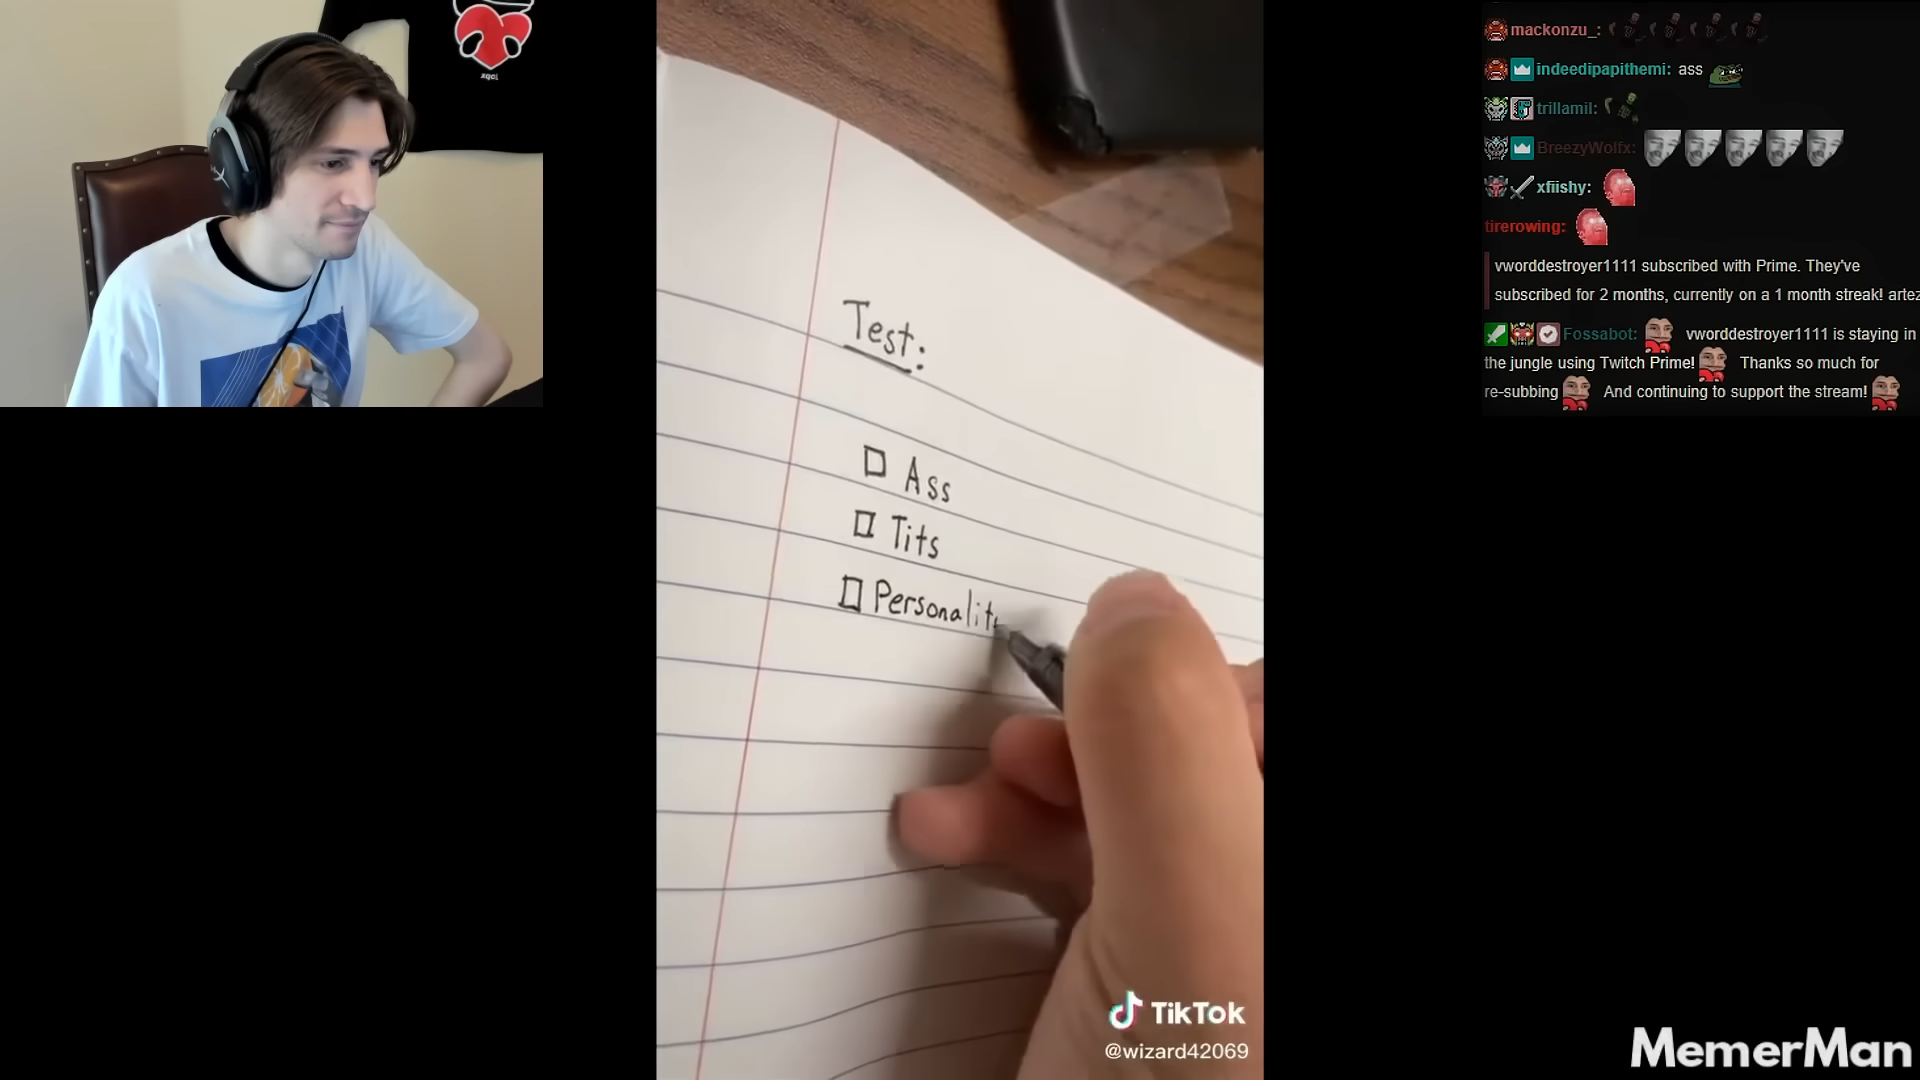 xqcl
Test:
Ass
Tits
Personalit
TikTok
@wizard42069
mackonzu_:
indeedipapithemi: ass
trillamil:
BreezyWolfx:
xfiishy:
tirerowing:
vworddestroyer1111 subscribed with Prime. They've
subscribed for 2 months, currently on a 1 month streak! artez
Fossabot: vworddestroyer1111 is staying in
the jungle using Twitch Prime! Thanks so much for
re-subbing And continuing to support the stream!
MemerMan